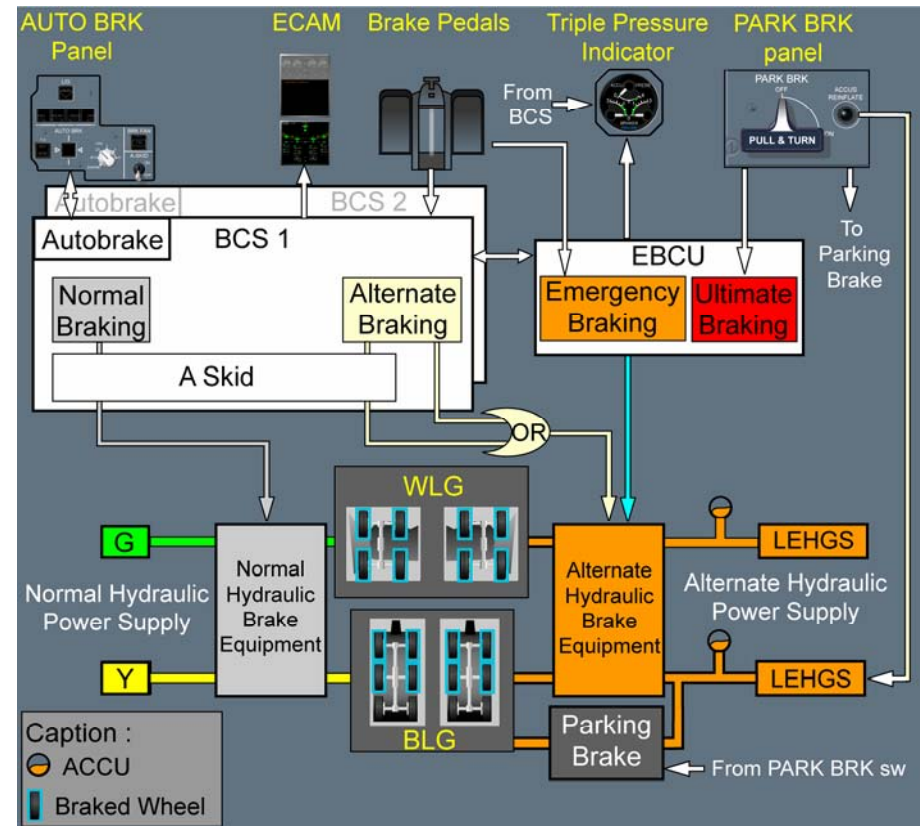 AUTO BRK
Panel
ECAM
Brake Pedals
Triple Pressure
Indicator
PARK BRK
panel
From
BCS
PARK BRK
OFF
ON
ACCUS
REINFLATE
PULL & TURN
AUTO BRK
A.SKID
Autobrake
BCS 2
Autobrake
BCS 1
Normal
Braking
Alternate
Braking
A Skid
EBCU
Emergency
Braking
Ultimate
Braking
To
Parking
Brake
OR
WLG
G
Normal Hydraulic
Power Supply
Y
Normal
Hydraulic
Brake
Equipment
Alternate
Hydraulic
Brake
Equipment
LEHGS
Alternate Hydraulic
Power Supply
LEHGS
BLG
Parking
Brake
From PARK BRK sw
Caption :
ACCU
Braked Wheel